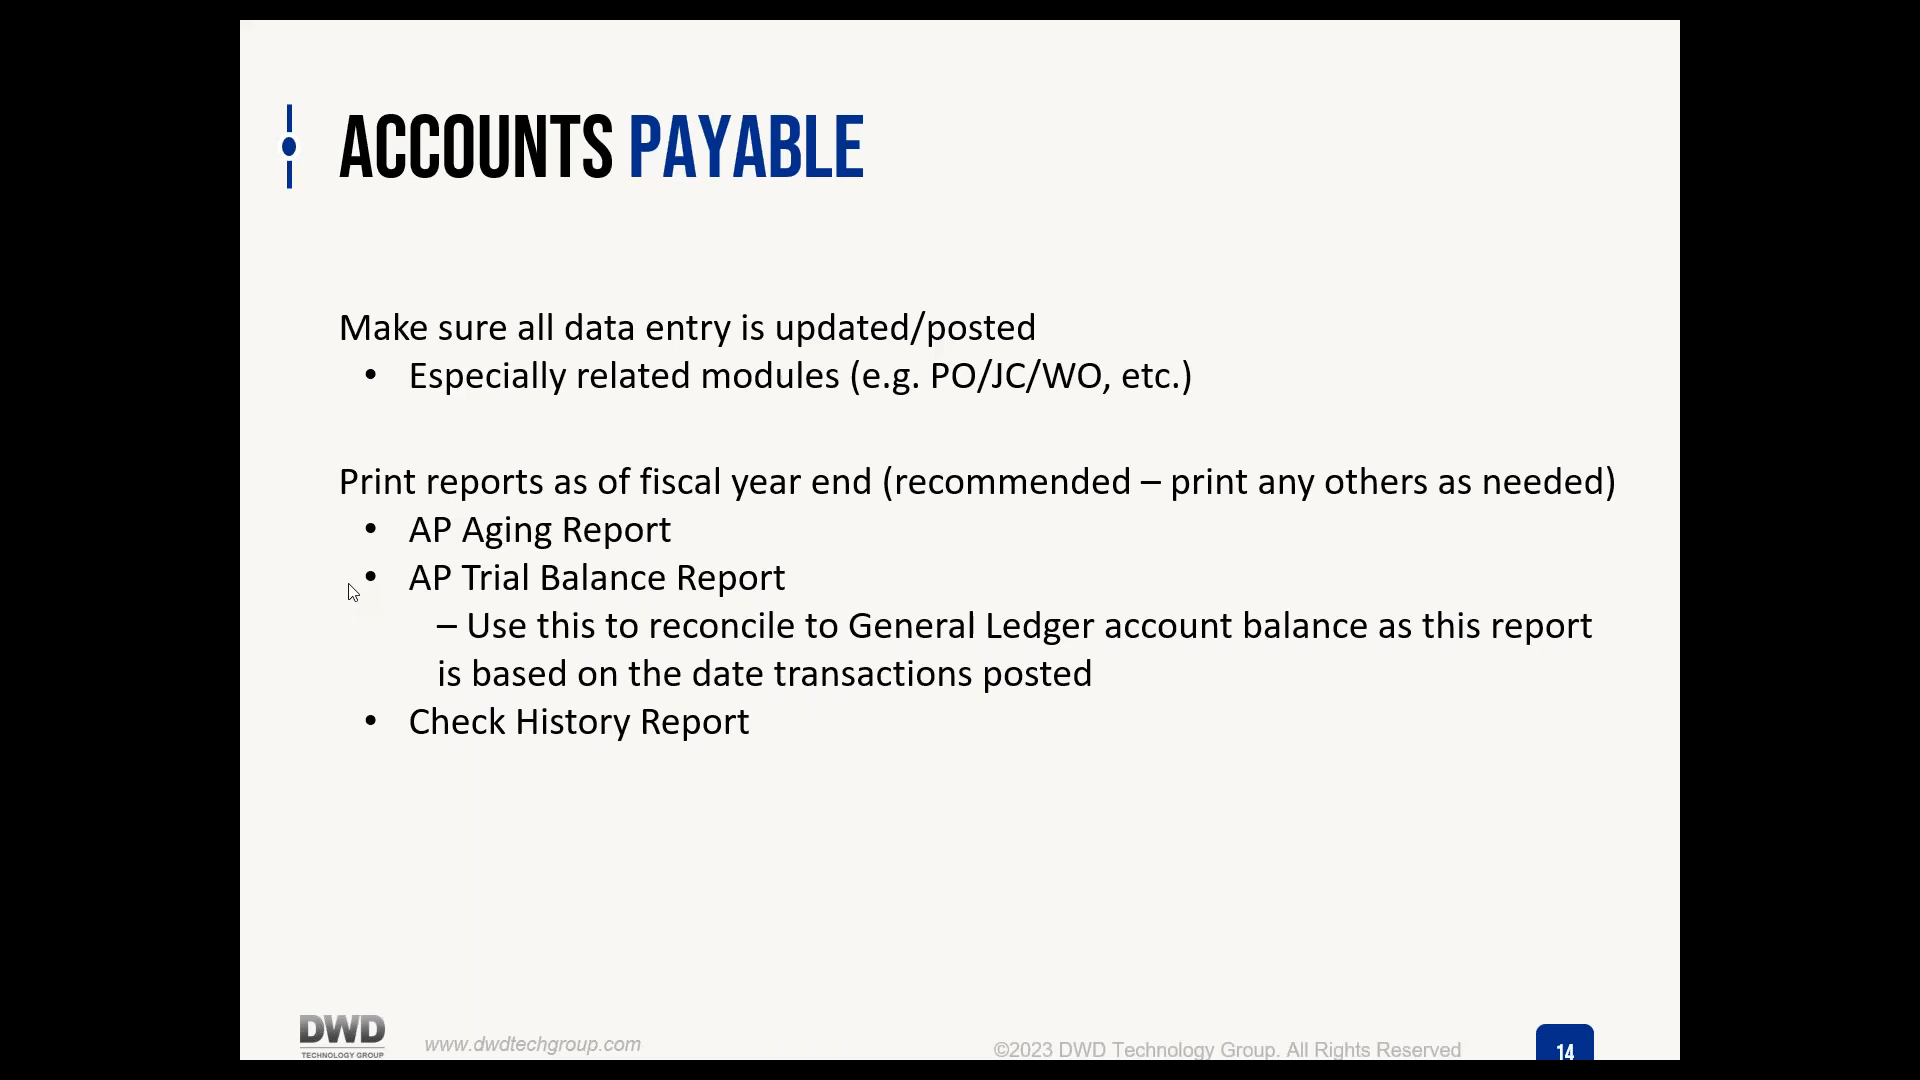 ACCOUNTS PAYABLE
Make sure all data entry is updated/posted
• Especially related modules (e.g. PO/JC/WO, etc.)
Print reports as of fiscal year end (recommended – print any others as needed)
• AP Aging Report
• AP Trial Balance Report
– Use this to reconcile to General Ledger account balance as this report
is based on the date transactions posted
• Check History Report
DWD
TECHNOLOGY GROUP
www.dwdtechgroup.com
©2023 DWD Technology Group. All Rights Reserved
14